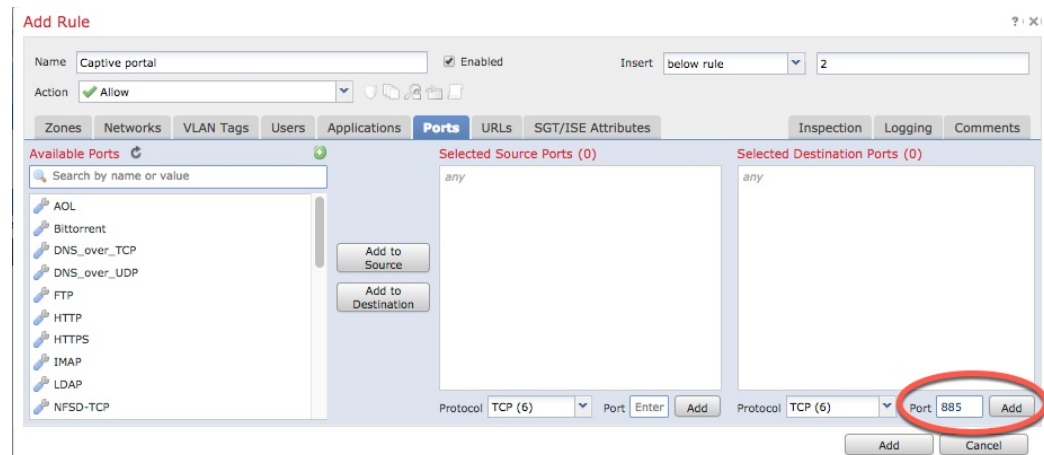 Add Rule ? X
Name Captive portal Enabled Insert below rule 2
Action Allow
Zones Networks VLAN Tags Users Applications Ports URLs SGT/ISE Attributes Inspection Logging Comments
Available Ports Selected Source Ports (0) Selected Destination Ports (0)
Search by name or value any any
AOL
Bittorrent
DNS_over_TCP Add to
DNS_over_UDP Source
FTP Add to
HTTP Destination
HTTPS
IMAP
LDAP
NFSD-TCP Protocol TCP (6) Port Enter Add Protocol TCP (6) Port 885 Add
Add Cancel